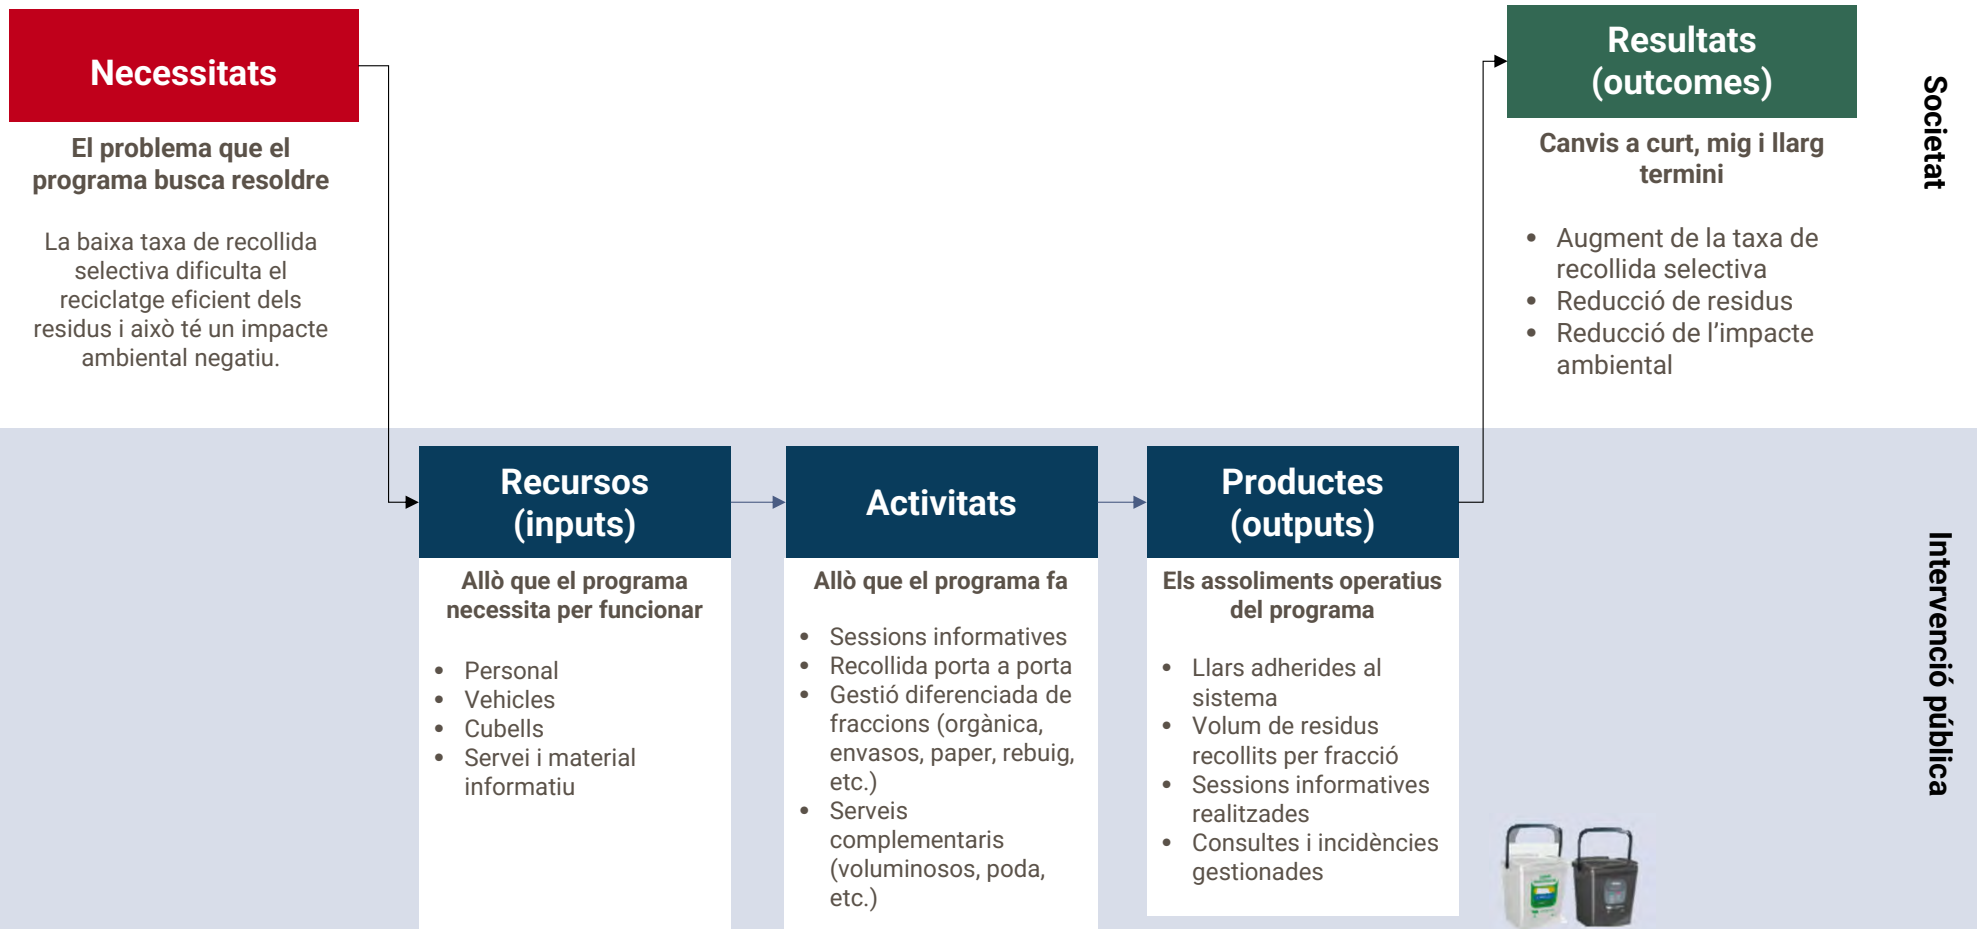 Necessitats
El problema que el
programa busca resoldre
La baixa taxa de recollida
selectiva dificulta el
reciclatge eficient dels
residus i això té un impacte
ambiental negatiu.
Resultats
(outcomes)
Canvis a curt, mig i llarg
termini
• Augment de la taxa de
recollida selectiva
• Reducció de residus
• Reducció de l’impacte
ambiental
Societat
Recursos
(inputs)
Allò que el programa
necessita per funcionar
• Personal
• Vehicles
• Cubells
• Servei i material
informatiu
Activitats
Allò que el programa fa
• Sessions informatives
• Recollida porta a porta
• Gestió diferenciada de
fraccions (orgànica,
envasos, paper, rebuig,
etc.)
• Serveis
complementaris
(voluminosos, poda,
etc.)
Productes
(outputs)
Els assoliments operatius
del programa
• Llars adherides al
sistema
• Volum de residus
recollits per fracció
• Sessions informatives
realitzades
• Consultes i incidències
gestionades
Intervenció pública